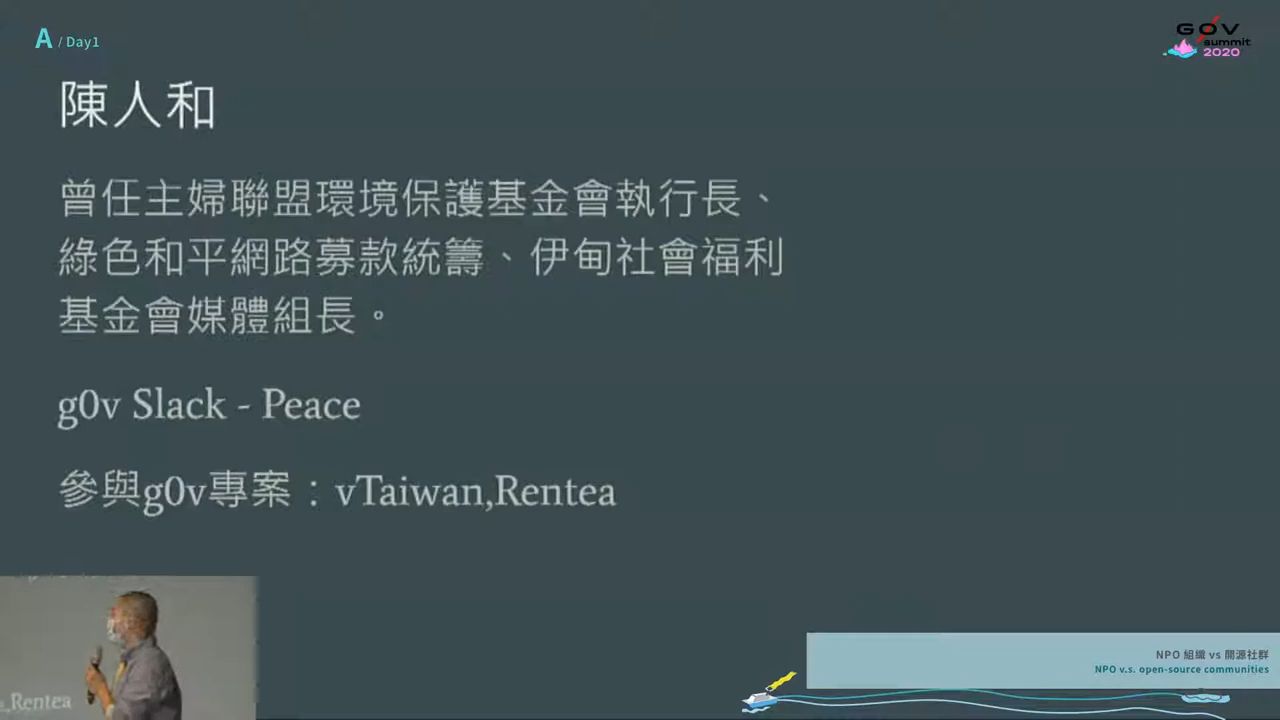 A / Day1
G0V
summit
2020
陳人和
曾任主婦聯盟環境保護基金會執行長、
綠色和平網路募款統籌、伊甸社會福利
基金會媒體組長。
g0v Slack - Peace
參與g0v專案：vTaiwan,Rentea
,Rentea
NPO 組織 vs 開源社群
NPO v.s. open-source communities